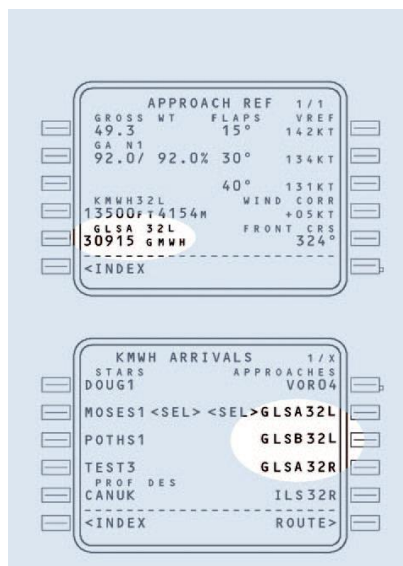 APPROACH REF 1/1
GROSS WT FLAPS VREF
49.3 15° 142KT
GA N1
92.0/ 92.0% 30° 134KT
40° 131KT
KMWH32L WIND CORR
13500FT4154M +05KT
GLSA 32L FRONT CRS
30915 GMWH 324°
<INDEX
KMWH ARRIVALS 1/X
STARS APPROACHES
DOUG1 VOR04
MOSES1 <SEL> <SEL>GLSA32L
POTHS1 GLSB32L
TEST3 GLSA32R
PROF DES
CANUK ILS32R
<INDEX ROUTE>